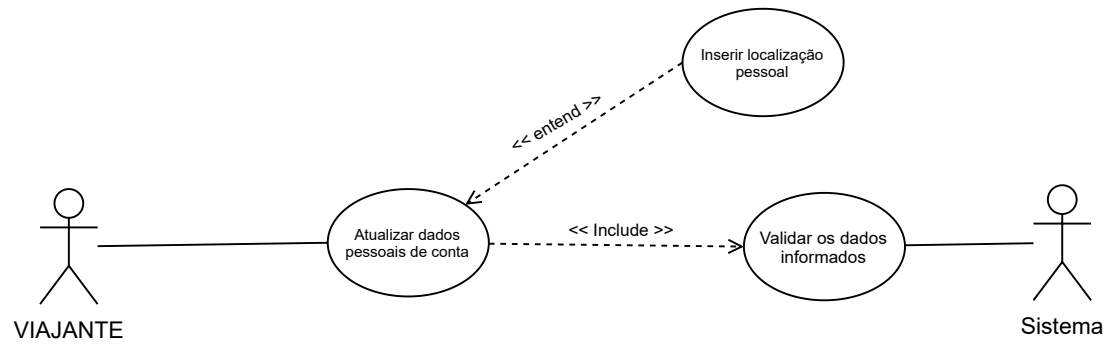 Inserir localização
pessoal
<< entend >>
Atualizar dados
pessoais de conta
<< Include >>
Validar os dados
informados
VIAJANTE
Sistema